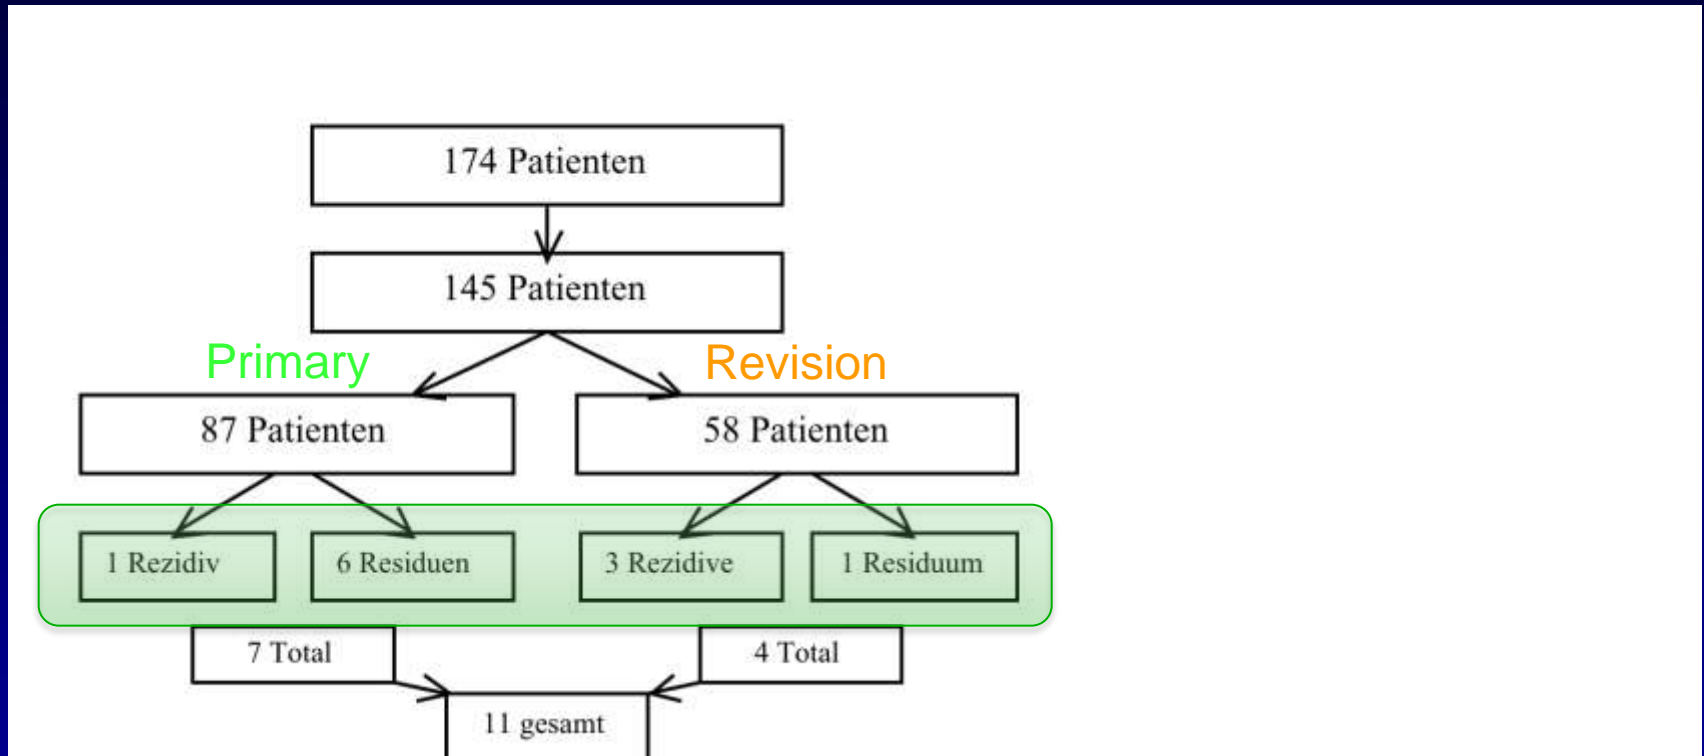 174 Patienten
145 Patienten
Primary
Revision
87 Patienten
58 Patienten
1 Rezidiv
6 Residuen
3 Rezidive
1 Residuum
7 Total
4 Total
11 gesamt